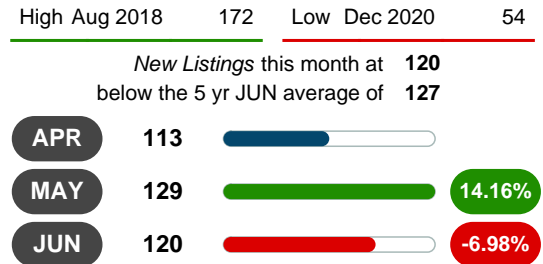 High Aug 2018 172 Low Dec 2020 54
New Listings this month at 120
below the 5 yr JUN average of 127
APR 113
MAY 129 14.16%
JUN 120 -6.98%